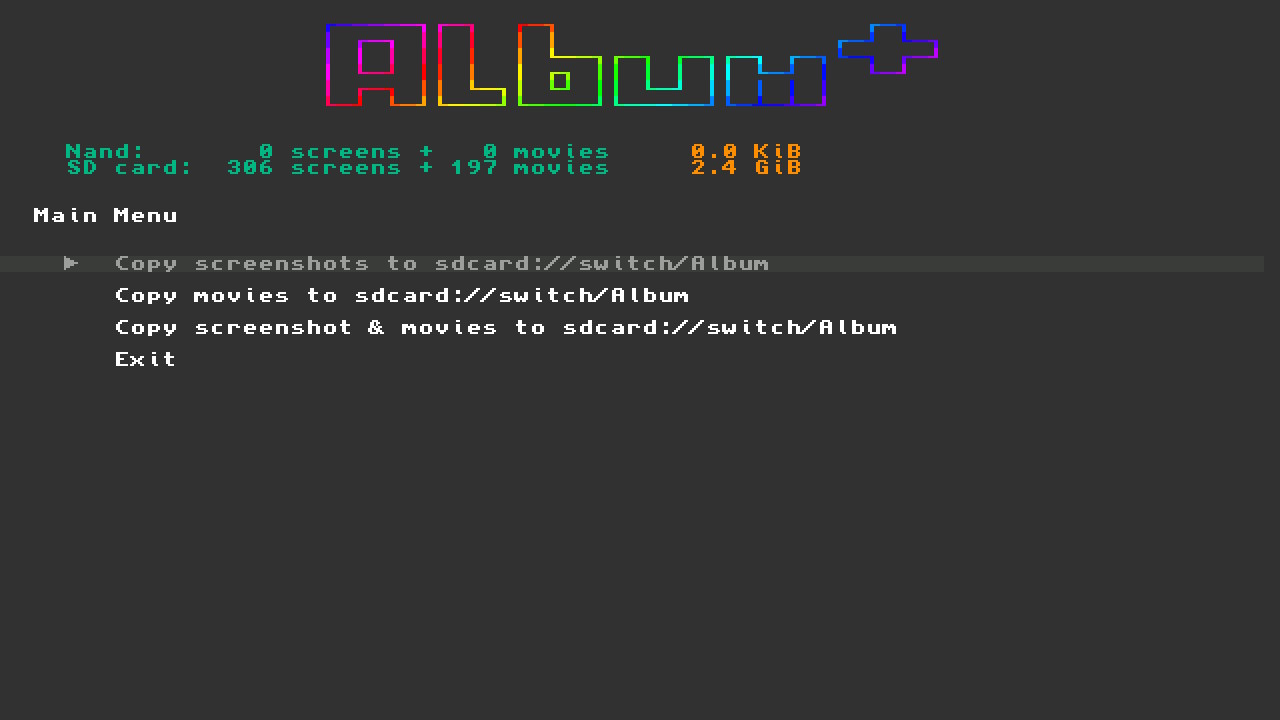 Album+
Nand: 0 screens + 0 movies 0.0 KiB
SD card: 306 screens + 197 movies 2.4 GiB
Main Menu
Copy screenshots to sdcard://switch/Album
Copy movies to sdcard://switch/Album
Copy screenshot & movies to sdcard://switch/Album
Exit